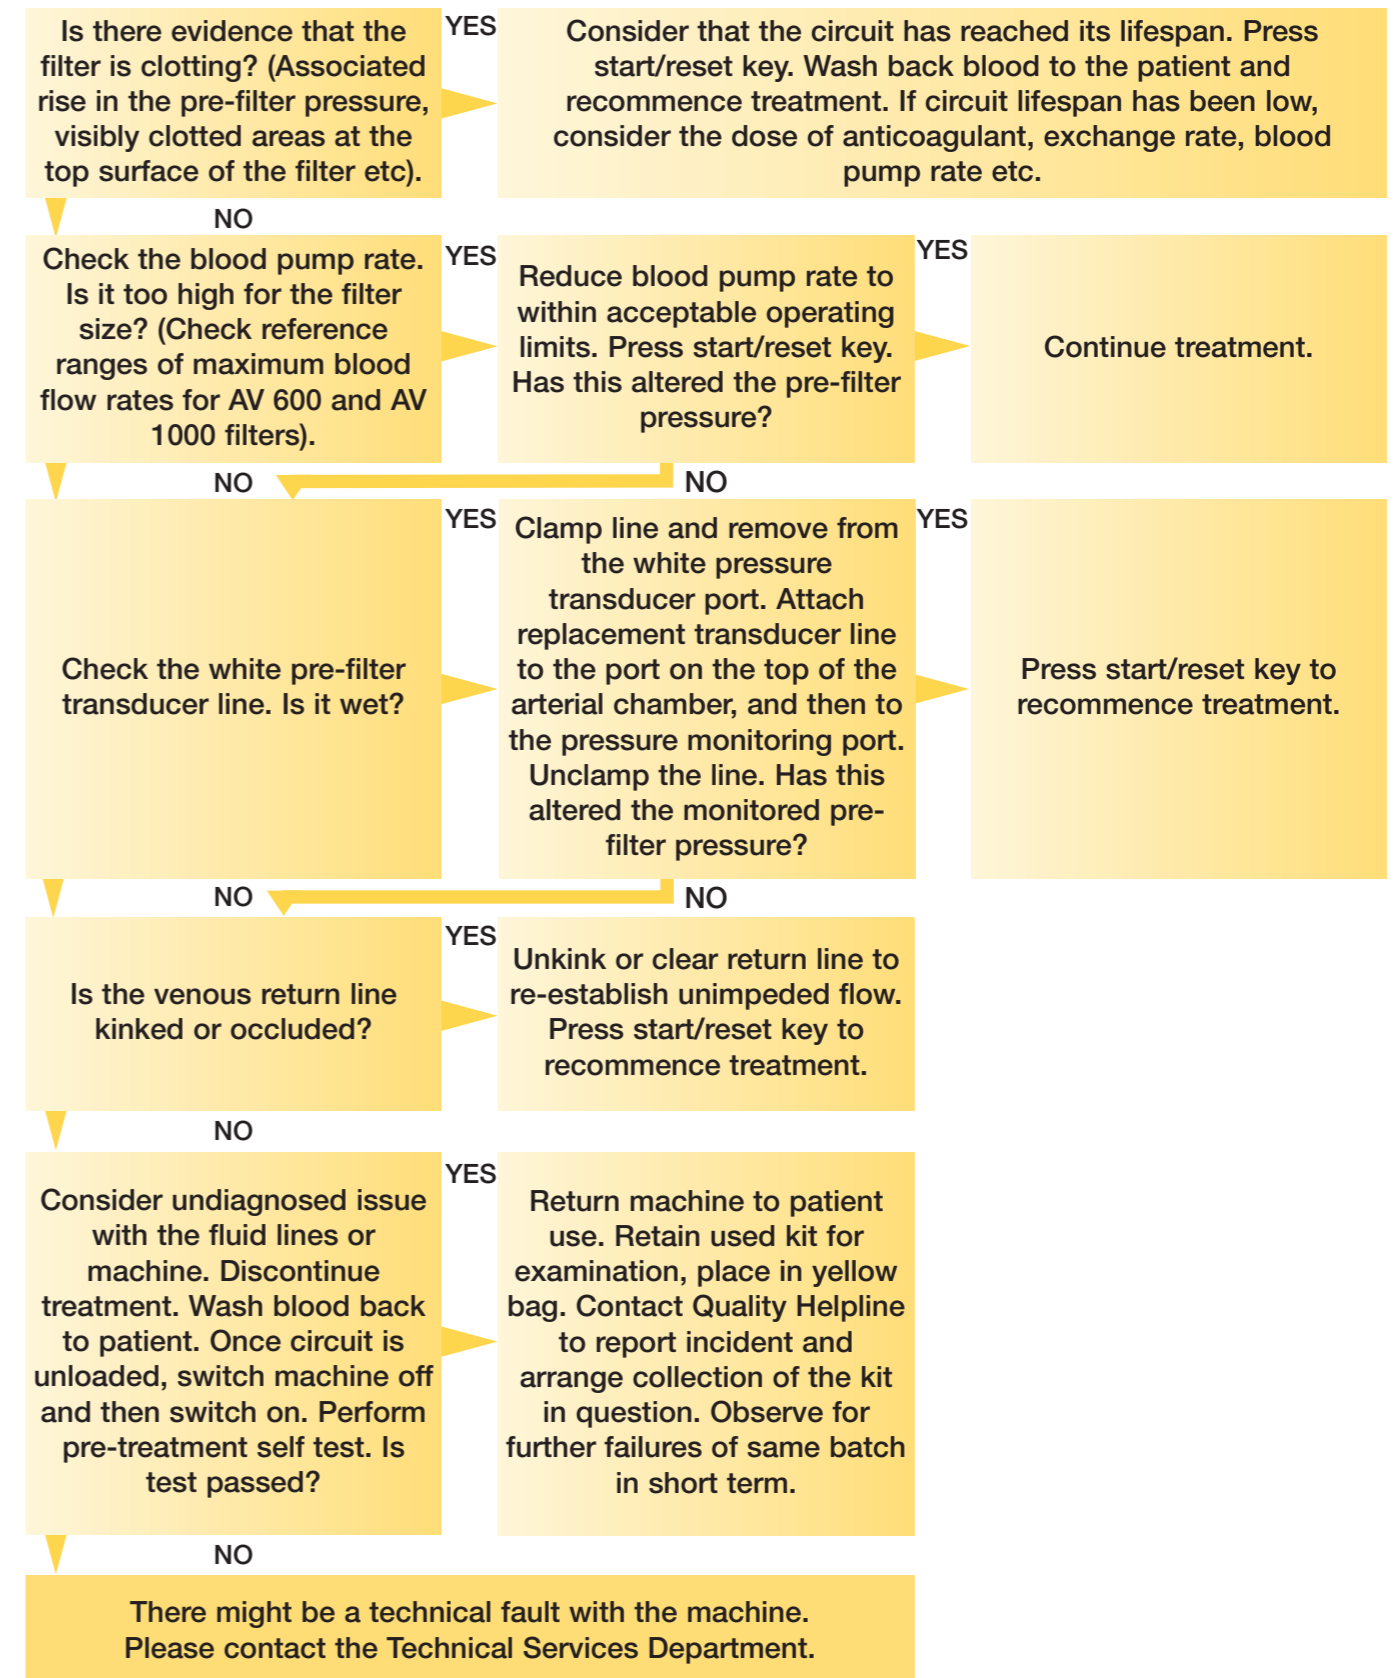 Is there evidence that the
filter is clotting? (Associated
rise in the pre-filter pressure,
visibly clotted areas at the
top surface of the filter etc).
YES
Consider that the circuit has reached its lifespan. Press
start/reset key. Wash back blood to the patient and
recommence treatment. If circuit lifespan has been low,
consider the dose of anticoagulant, exchange rate, blood
pump rate etc.
NO
Check the blood pump rate.
Is it too high for the filter
size? (Check reference
ranges of maximum blood
flow rates for AV 600 and AV
1000 filters).
YES
Reduce blood pump rate to
within acceptable operating
limits. Press start/reset key.
Has this altered the pre-filter
pressure?
YES
Continue treatment.
NO
NO
Check the white pre-filter
transducer line. Is it wet?
YES
Clamp line and remove from
the white pressure
transducer port. Attach
replacement transducer line
to the port on the top of the
arterial chamber, and then to
the pressure monitoring port.
Unclamp the line. Has this
altered the monitored pre-
filter pressure?
YES
Press start/reset key to
recommence treatment.
NO
NO
Is the venous return line
kinked or occluded?
YES
Unkink or clear return line to
re-establish unimpeded flow.
Press start/reset key to
recommence treatment.
NO
Consider undiagnosed issue
with the fluid lines or
machine. Discontinue
treatment. Wash blood back
to patient. Once circuit is
unloaded, switch machine off
and then switch on. Perform
pre-treatment self test. Is
test passed?
YES
Return machine to patient
use. Retain used kit for
examination, place in yellow
bag. Contact Quality Helpline
to report incident and
arrange collection of the kit
in question. Observe for
further failures of same batch
in short term.
NO
There might be a technical fault with the machine.
Please contact the Technical Services Department.